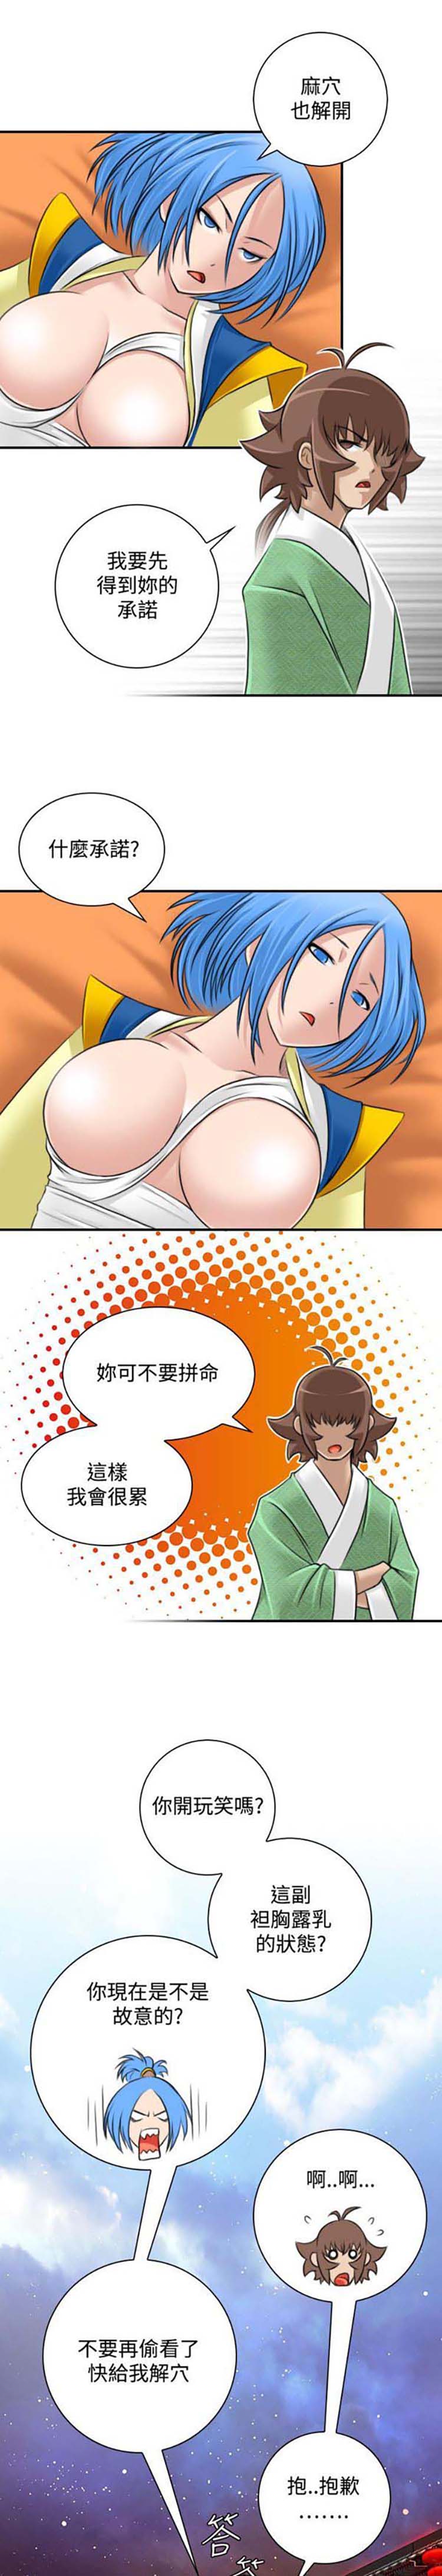 麻穴
也解開
我要先
得到妳的
承諾
什麼承諾?
妳可不要拼命
這樣
我會很累
你開玩笑嗎?
這副
袒胸露乳
的狀態?
你現在是不是
故意的?
啊..啊...
不要再偷看了
快給我解穴
抱..抱歉
.......
答
答